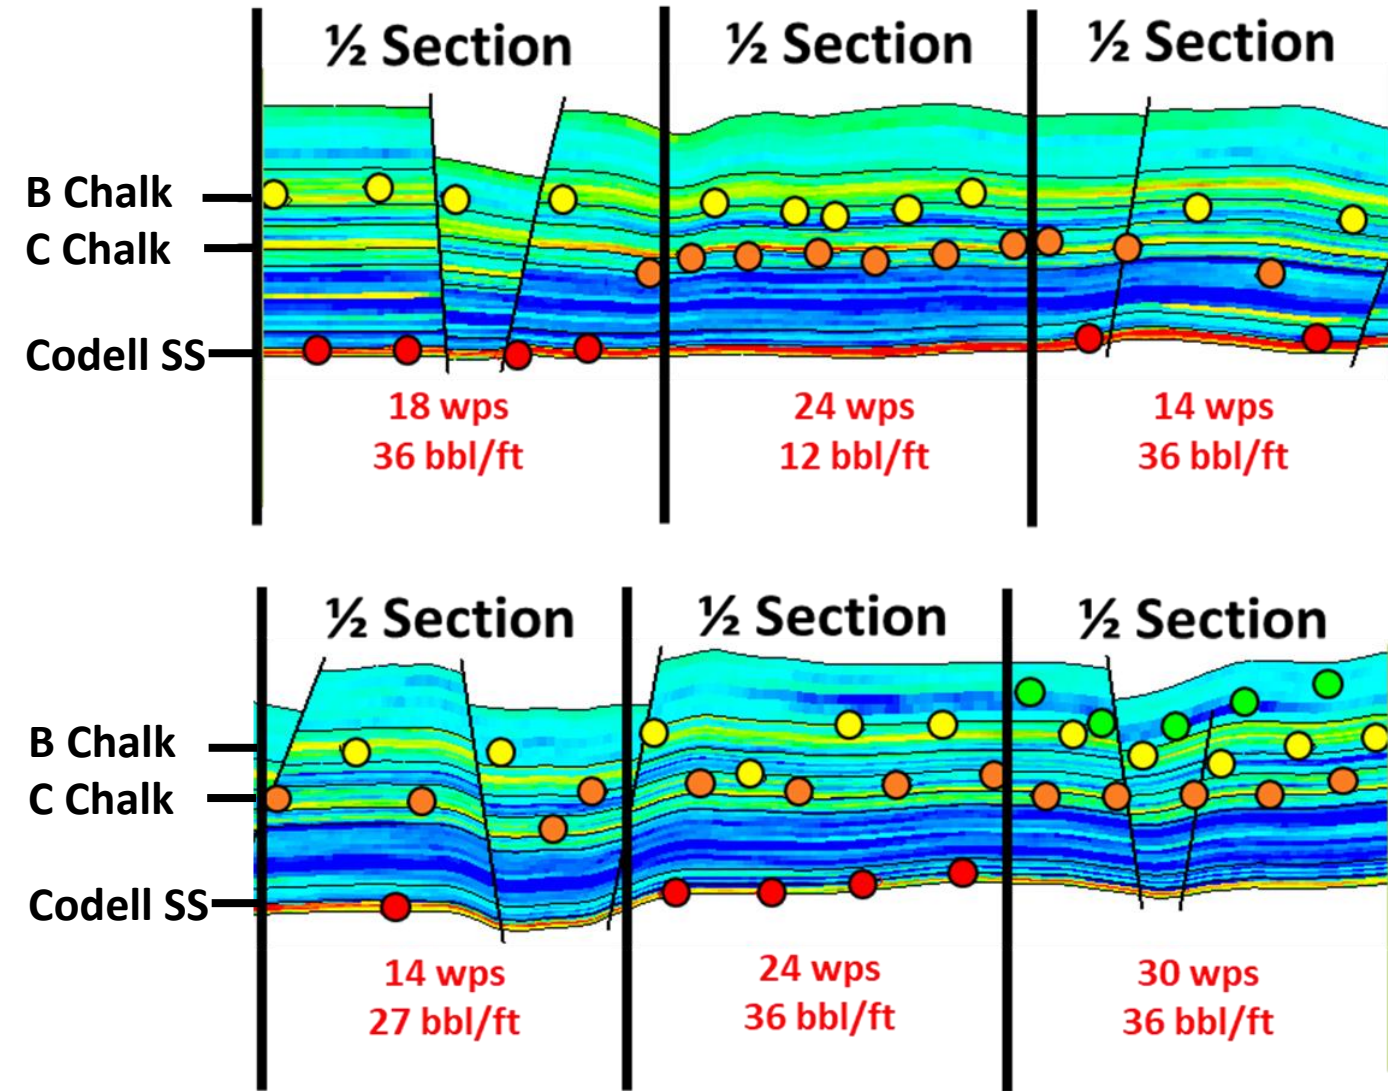 ½ Section
½ Section
½ Section
B Chalk
C Chalk
Codell SS
18 wps
36 bbl/ft
24 wps
12 bbl/ft
14 wps
36 bbl/ft
½ Section
½ Section
½ Section
B Chalk
C Chalk
Codell SS
14 wps
27 bbl/ft
24 wps
36 bbl/ft
30 wps
36 bbl/ft